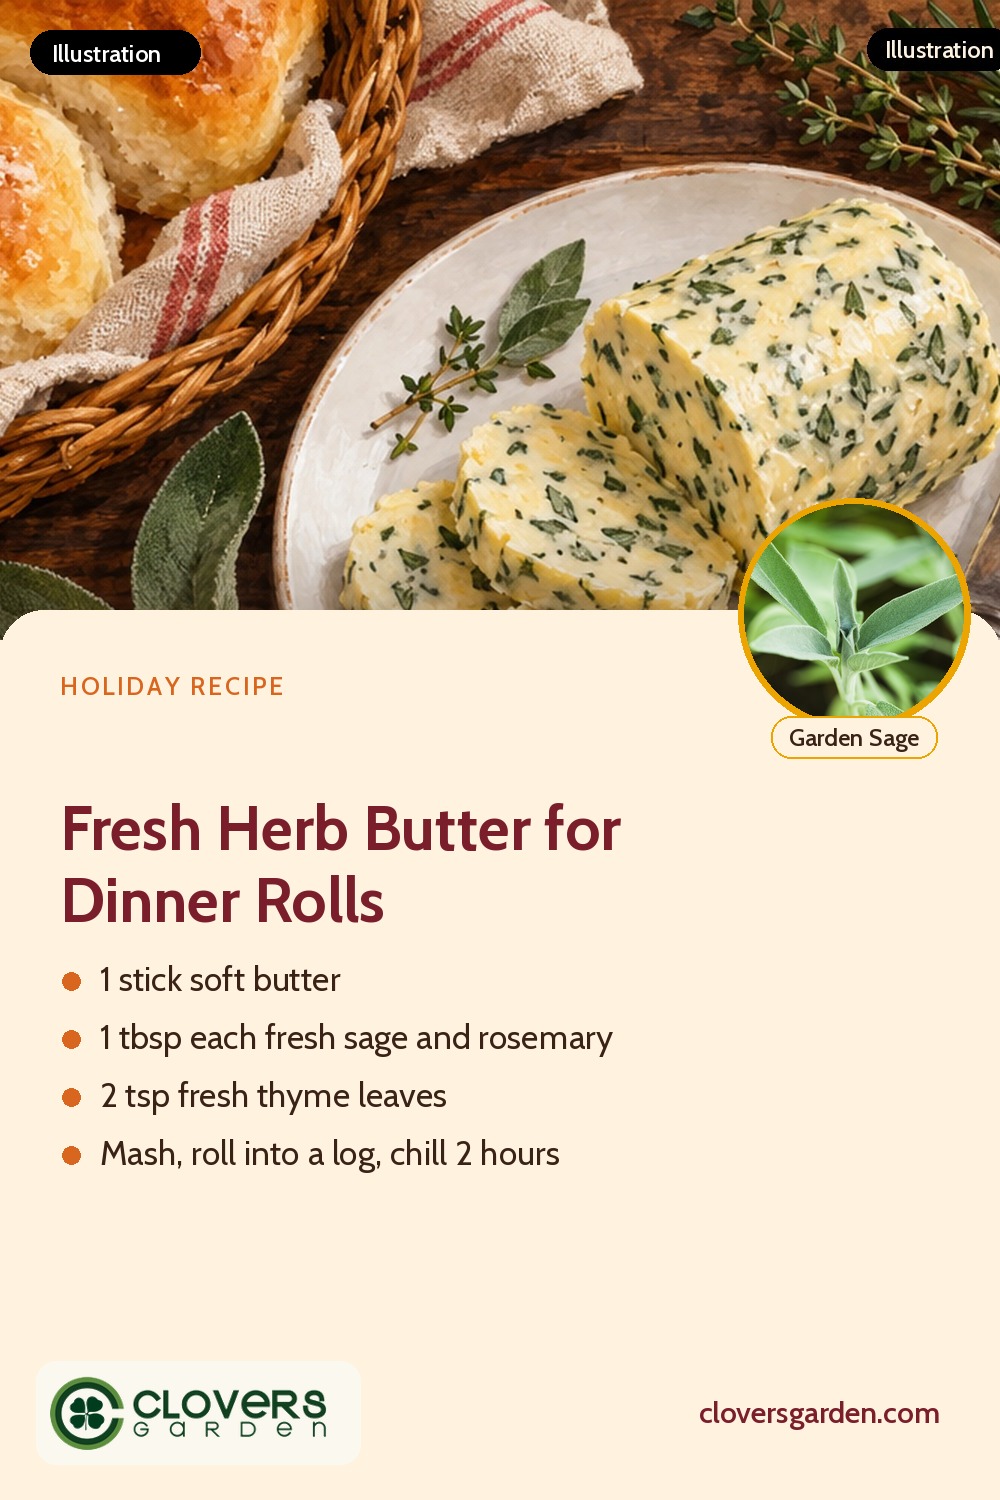 Illustration
Illustration
HOLIDAY RECIPE
Garden Sage
Fresh Herb Butter for
Dinner Rolls
1 stick soft butter
1 tbsp each fresh sage and rosemary
2 tsp fresh thyme leaves
Mash, roll into a log, chill 2 hours
CLOVERS
GARDEN
cloversgarden.com